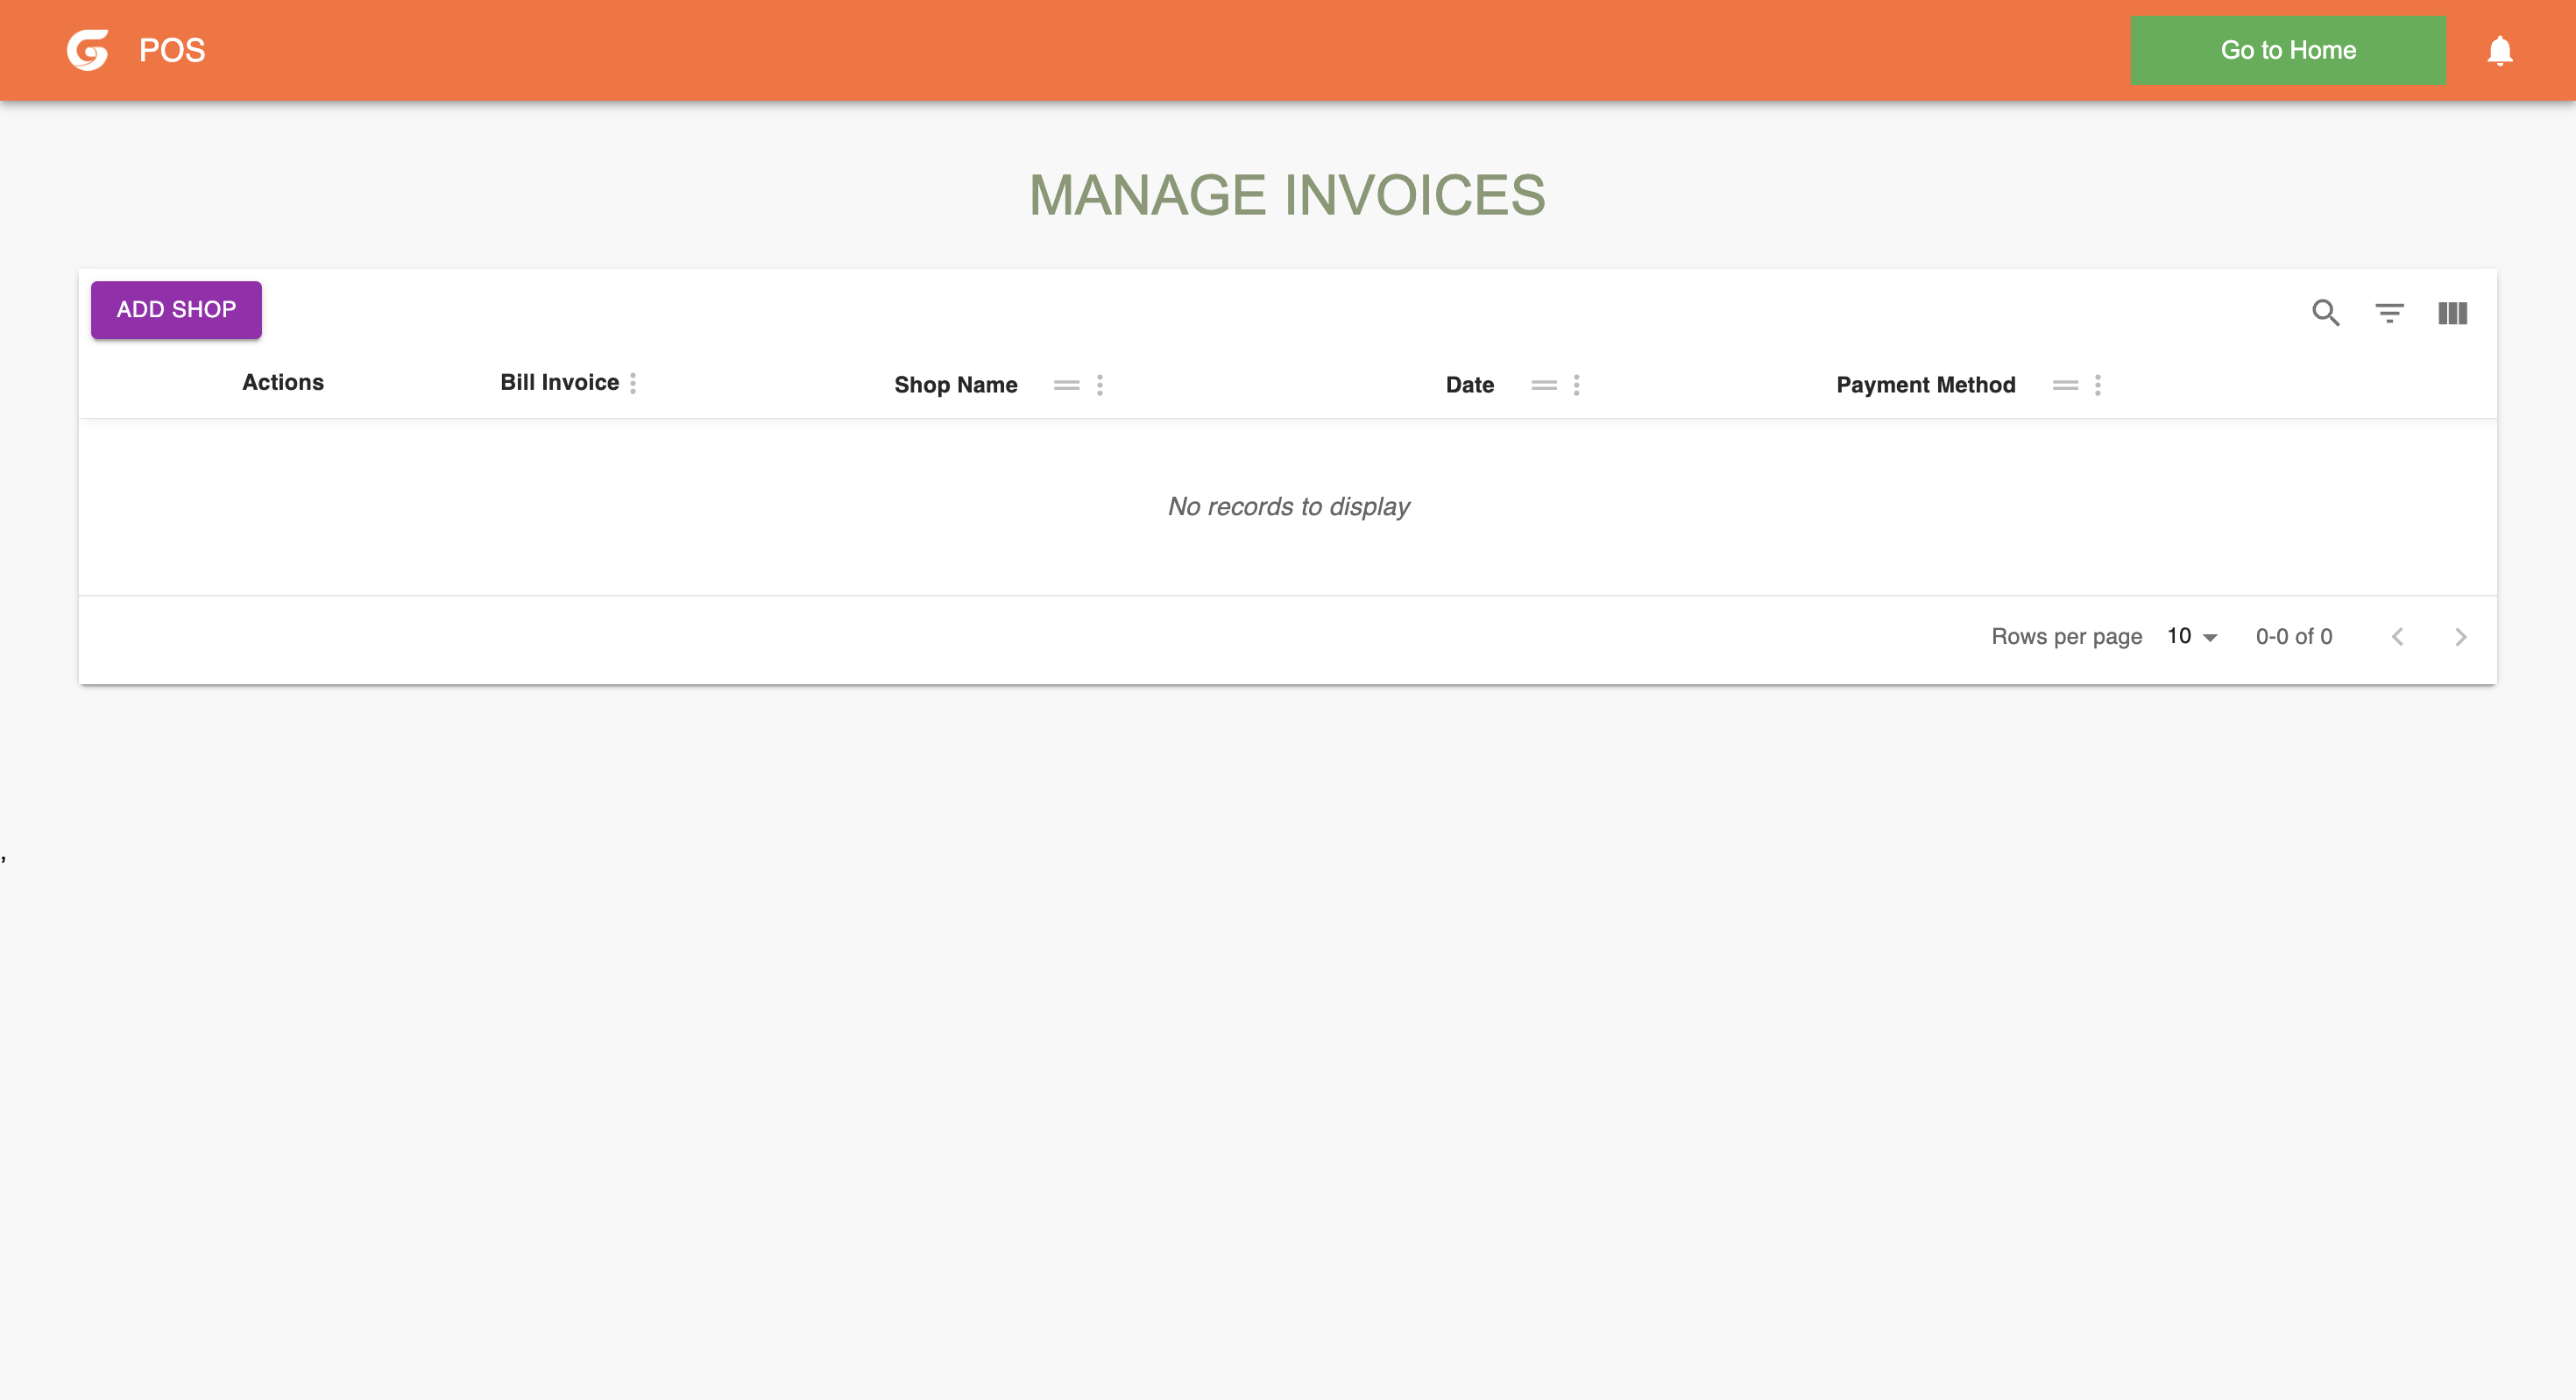 POS
Go to Home
MANAGE INVOICES
ADD SHOP
Actions Bill Invoice Shop Name Date Payment Method
No records to display
Rows per page 10 0-0 of 0
,